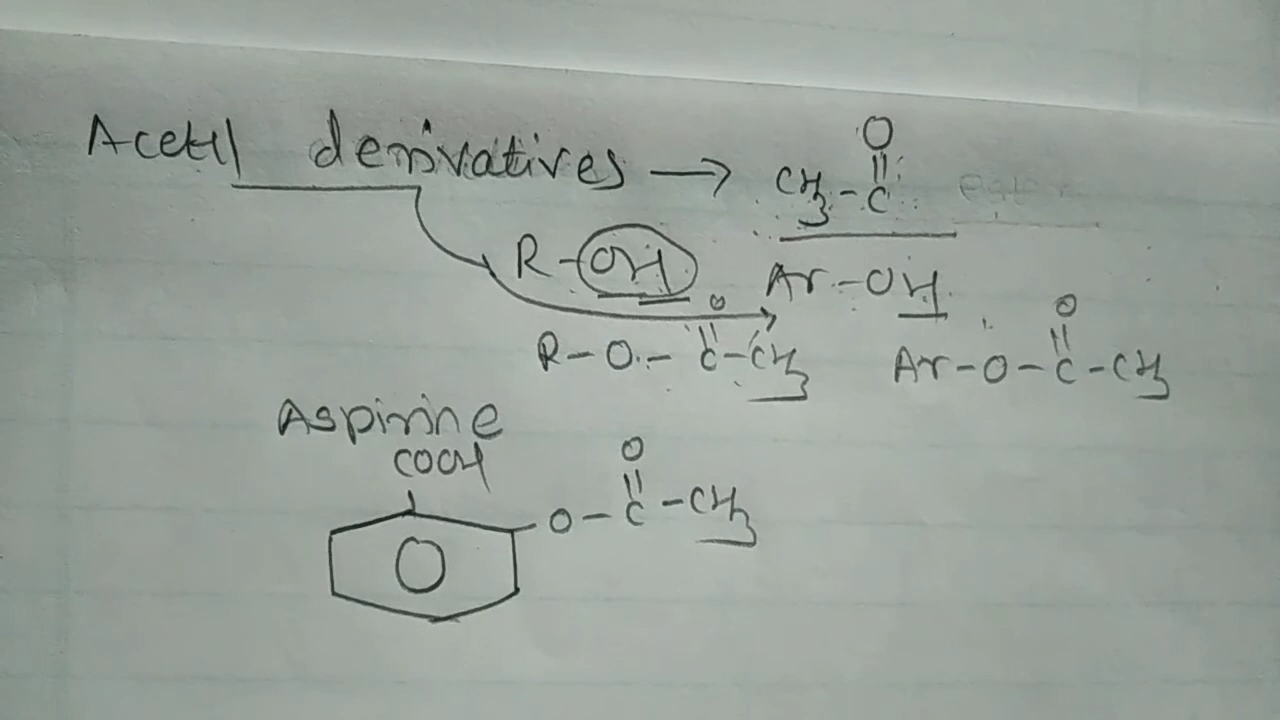 Acetyl derivatives → CH3-C=O
R-OH Ar-OH
R-O-C(=O)-CH3 Ar-O-C(=O)-CH3
Aspirine
COOH
O-C(=O)-CH3